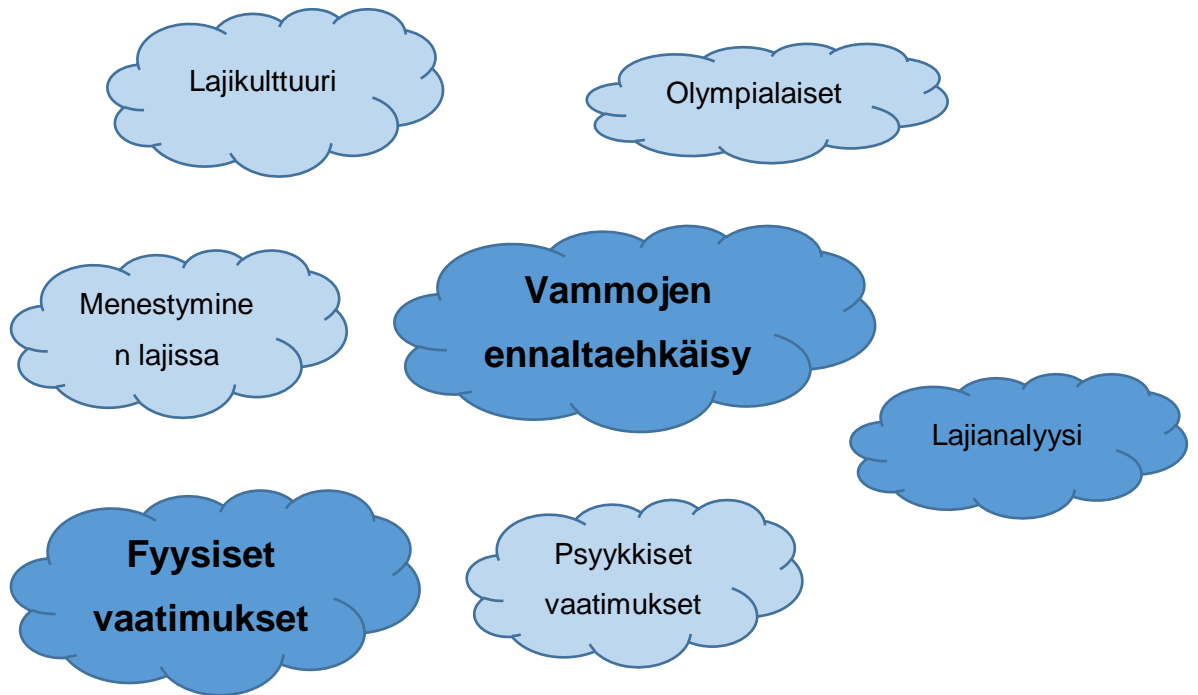 Lajikulttuuri
Olympialaiset
Menestymine
n lajissa
Vammojen
ennaltaehkäisy
Lajianalyysi
Fyysiset
vaatimukset
Psyykkiset
vaatimukset